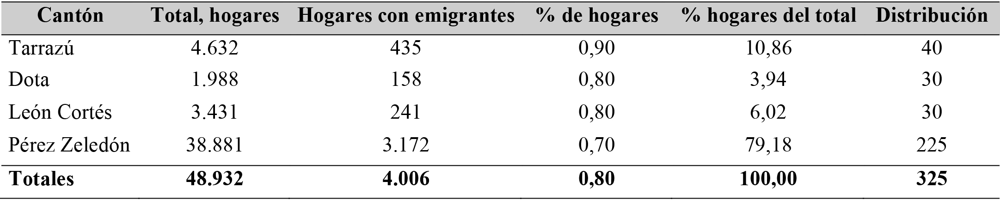 Cantón Total, hogares Hogares con emigrantes % de hogares % hogares del total Distribución
Tarrazú 4.632 435 0,90 10,86 40
Dota 1.988 158 0,80 3,94 30
León Cortés 3.431 241 0,80 6,02 30
Pérez Zeledón 38.881 3.172 0,70 79,18 225
Totales 48.932 4.006 0,80 100,00 325